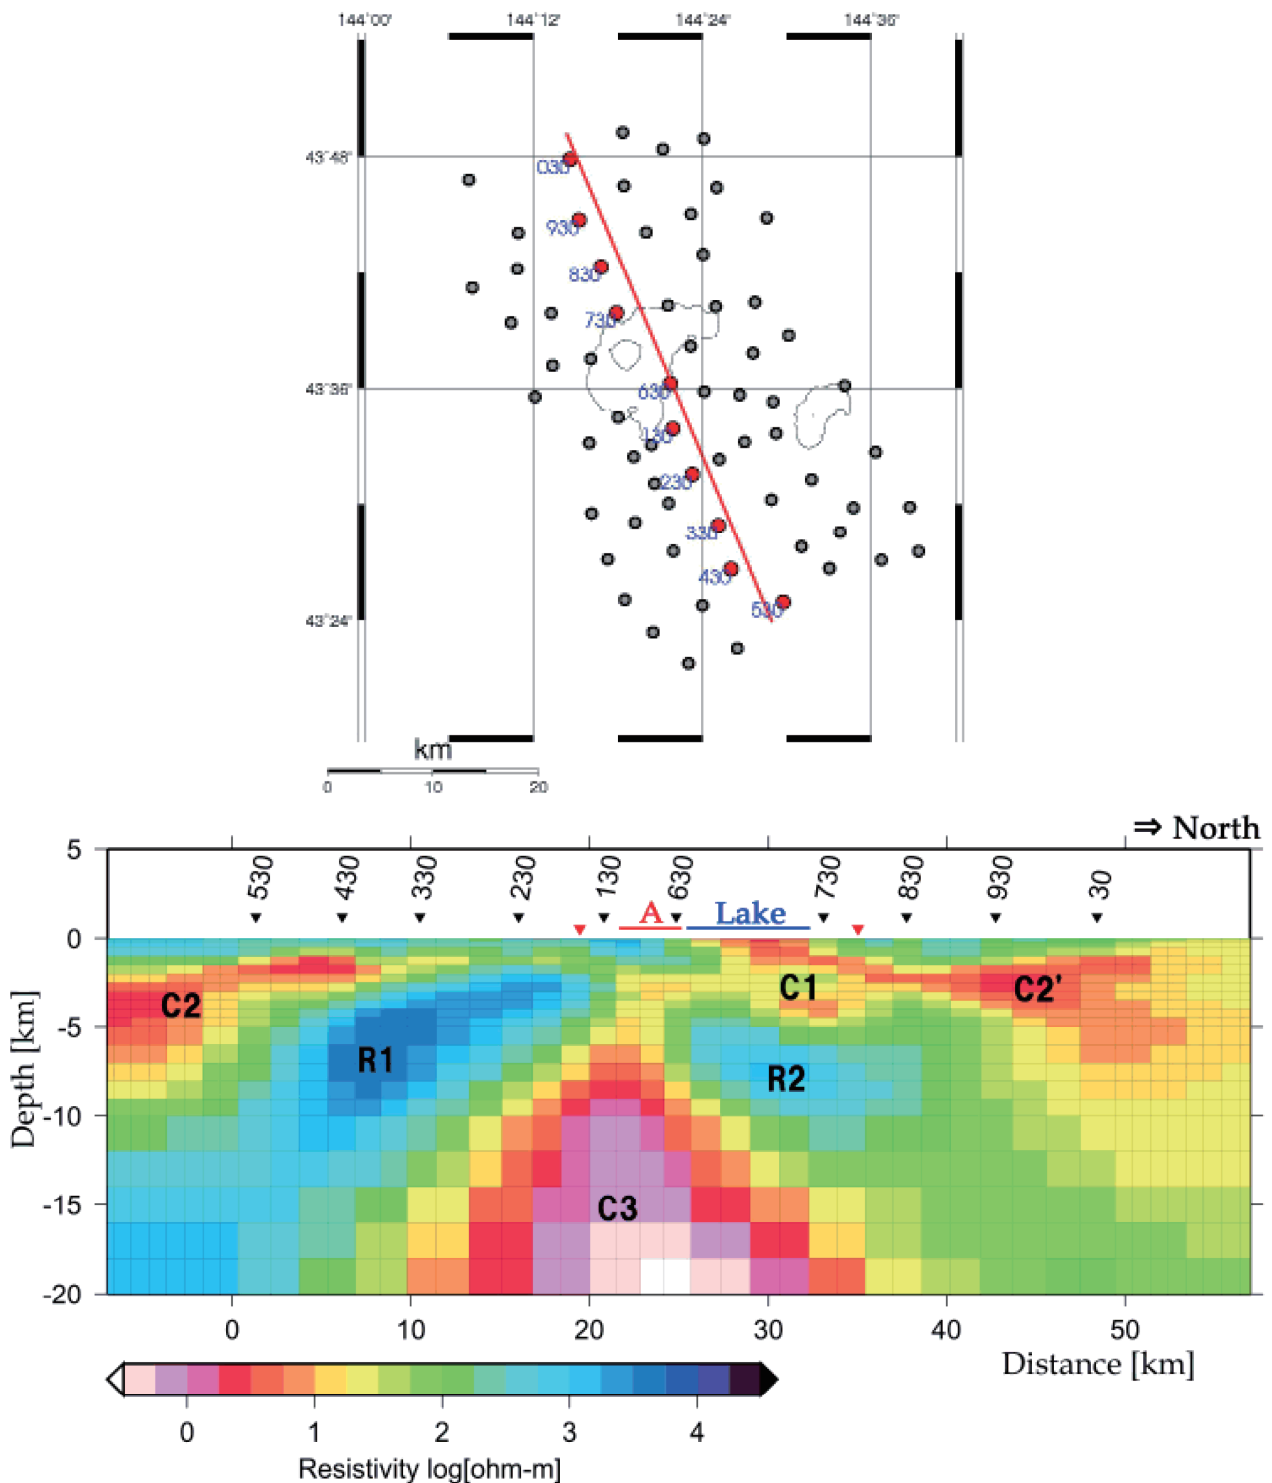 144°00' 144°12' 144°24' 144°36'
43°48'
030
930
830
730
43°36'
630
130
230
330
430
530
43°24'
km
0 10 20
⇒ North
530 430 330 230 130 630 730 830 930 30
A Lake
5
0
-5
-10
-15
-20
Depth [km]
C2 C1 C2'
R1 R2
C3
0 10 20 30 40 50
Distance [km]
0 1 2 3 4
Resistivity log[ohm-m]